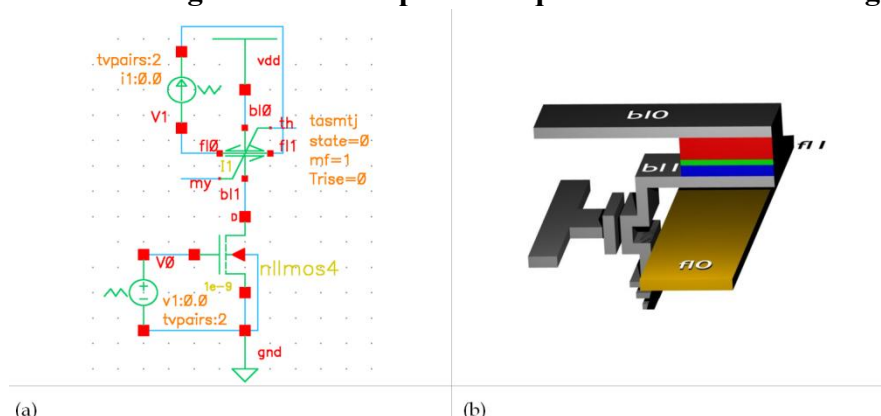 tvpairs:2
i1:0.0
V1
vdd
bl0
th
tasmtj
state=0
mf=1
Trise=0
fl0
fl1
I1
my
bl1
D
V0
nllmos4
1e-9
v1:0.0
tvpairs:2
gnd
(a)
bl0
fl1
bl1
fl0
(b)